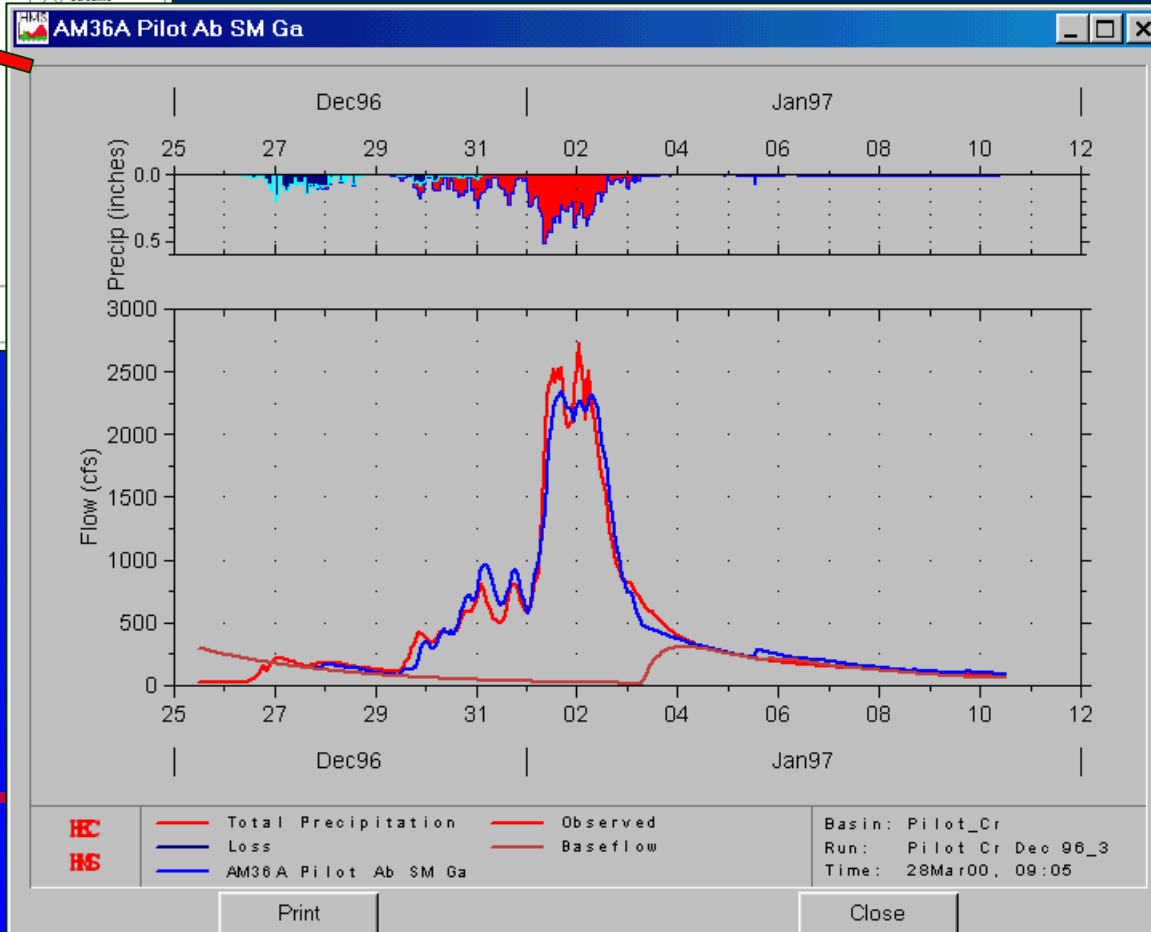 HMS
AM36A Pilot Ab SM Ga
Dec96 Jan97
25 27 29 31 02 04 06 08 10 12
Precip (inches)
0.0
0.5
3000
2500
2000
1500
1000
500
0
Flow (cfs)
25 27 29 31 02 04 06 08 10 12
Dec96 Jan97
HEC
HMS
Total Precipitation
Loss
AM36A Pilot Ab SM Ga
Observed
Baseflow
Basin: Pilot_Cr
Run: Pilot Cr Dec 96_3
Time: 28Mar00, 09:05
Print Close